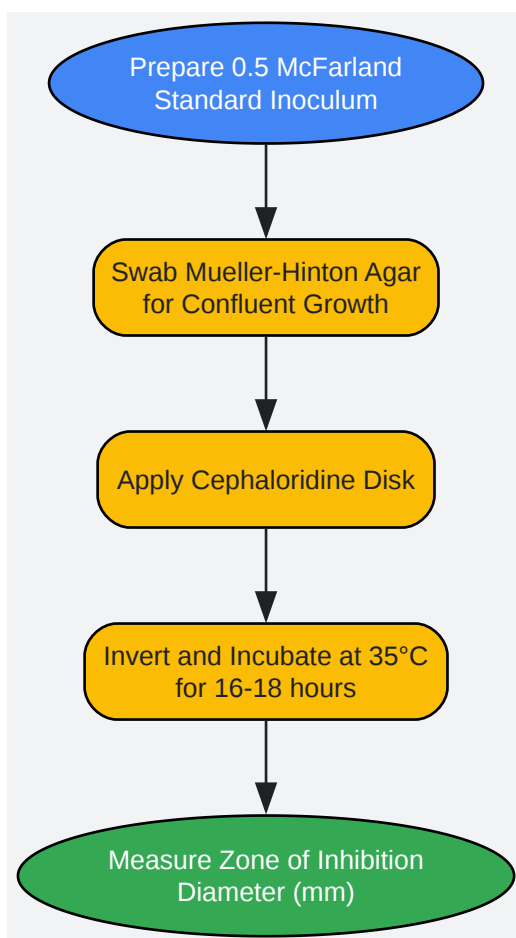 Prepare 0.5 McFarland
Standard Inoculum
Swab Mueller-Hinton Agar
for Confluent Growth
Apply Cephaloridine Disk
Invert and Incubate at 35°C
for 16-18 hours
Measure Zone of Inhibition
Diameter (mm)